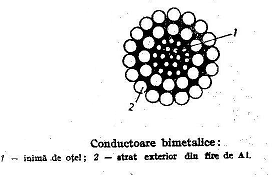 1
2
Conductoare bimetalice:
1 — inimă de oțel; 2 — strat exterior din fire de Al.